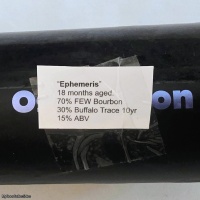 "Ephemeris"
18 months aged.
70% FEW Bourbon
30% Buffalo Trace 10yr
15% ABV
o on